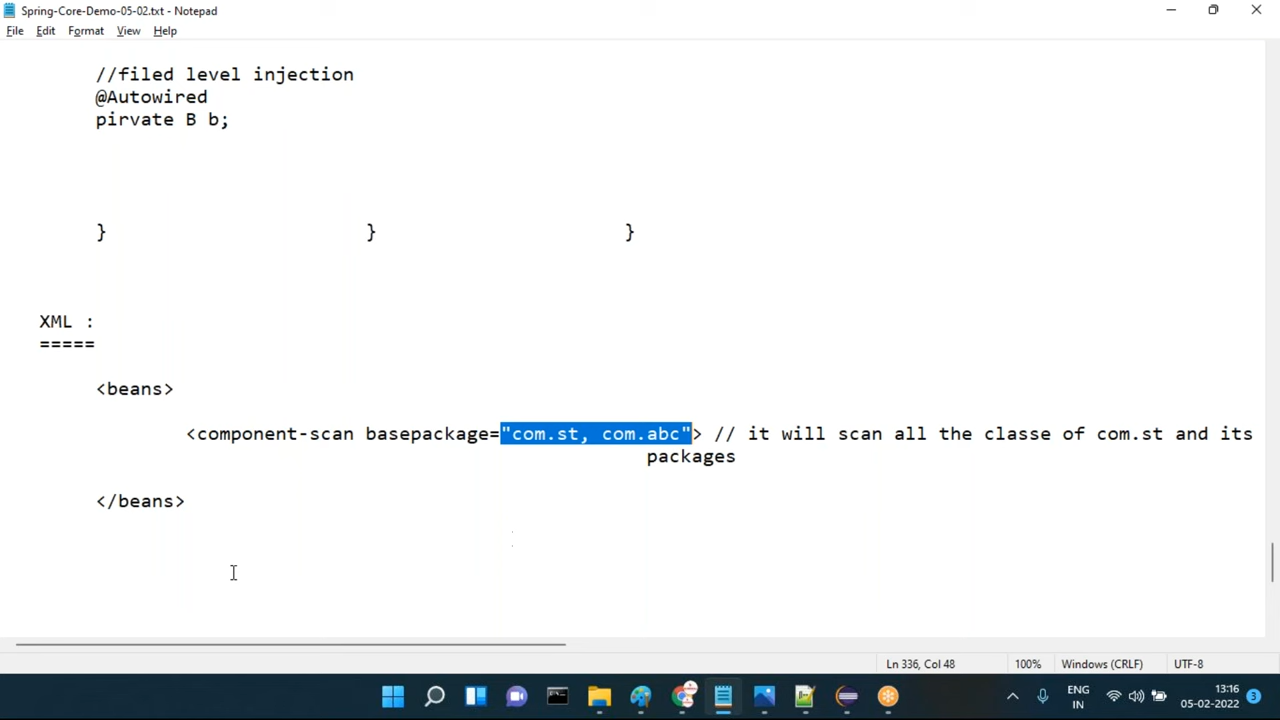 Spring-Core-Demo-05-02.txt - Notepad
File Edit Format View Help
//filed level injection
@Autowired
pirvate B b;
} } }
XML :
=====
<beans>
<component-scan basepackage="com.st, com.abc"> // it will scan all the classe of com.st and its
packages
</beans>
Ln 336, Col 48 100% Windows (CRLF) UTF-8
ENG
IN
13:16
05-02-2022
3